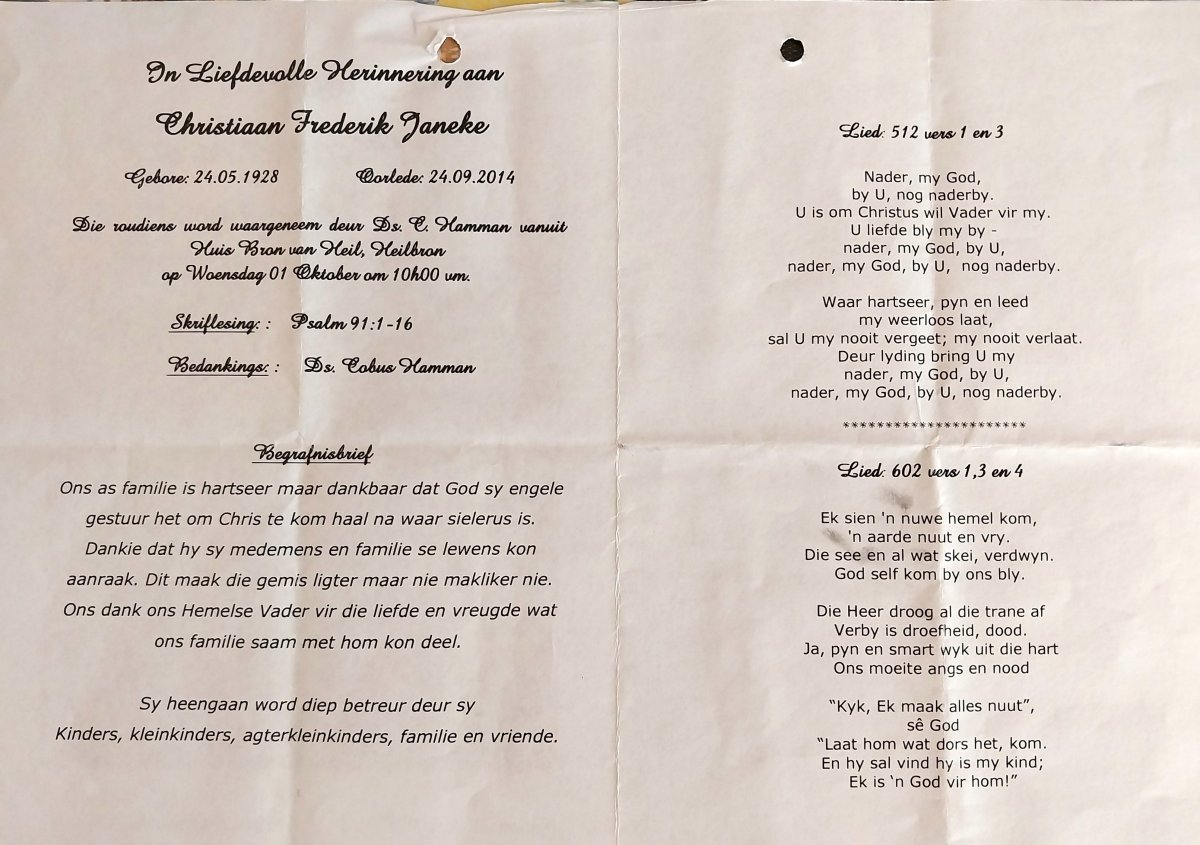 In Liefdevolle Herinnering aan
Christiaan Frederik Janeke
Gebore: 24.05.1928 Oorlede: 24.09.2014
Die roudiens word waargeneem deur Ds. C. Hamman vanuit
Huis Bron van Heil, Heilbron
op Woensdag 01 Oktober om 10h00 vm.
Skriflesing: : Psalm 91:1-16
Bedankings: : Ds. Cobus Hamman
Begrafnisbrief
Ons as familie is hartseer maar dankbaar dat God sy engele
gestuur het om Chris te kom haal na waar sielerus is.
Dankie dat hy sy medemens en familie se lewens kon
aanraak. Dit maak die gemis ligter maar nie makliker nie.
Ons dank ons Hemelse Vader vir die liefde en vreugde wat
ons familie saam met hom kon deel.
Sy heengaan word diep betreur deur sy
Kinders, kleinkinders, agterkleinkinders, familie en vriende.
Lied: 512 vers 1 en 3
Nader, my God,
by U, nog naderby.
U is om Christus wil Vader vir my.
U liefde bly my by -
nader, my God, by U,
nader, my God, by U, nog naderby.
Waar hartseer, pyn en leed
my weerloos laat,
sal U my nooit vergeet; my nooit verlaat.
Deur lyding bring U my
nader, my God, by U,
nader, my God, by U, nog naderby.
**********************
Lied: 602 vers 1,3 en 4
Ek sien 'n nuwe hemel kom,
'n aarde nuut en vry.
Die see en al wat skei, verdwyn.
God self kom by ons bly.
Die Heer droog al die trane af
Verby is droefheid, dood.
Ja, pyn en smart wyk uit die hart
Ons moeite angs en nood
“Kyk, Ek maak alles nuut”,
sê God
“Laat hom wat dors het, kom.
En hy sal vind hy is my kind;
Ek is ‘n God vir hom!”